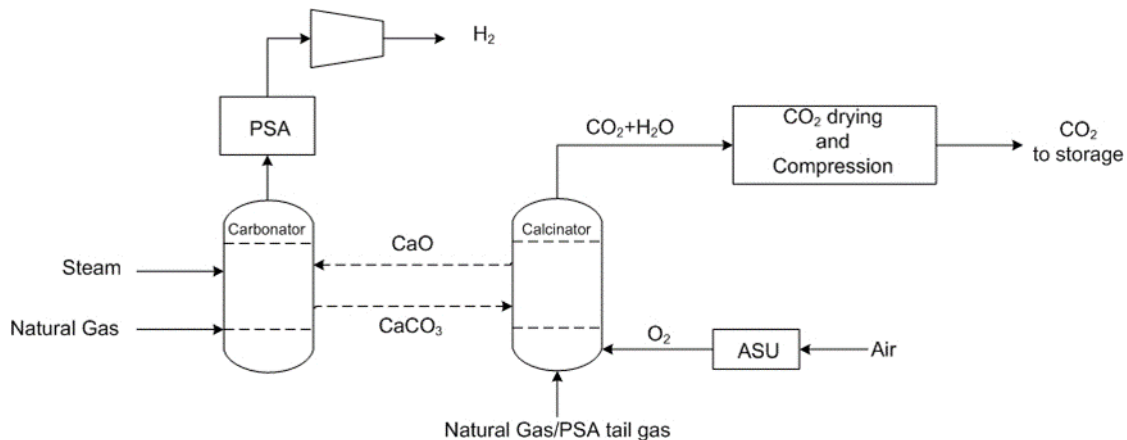 H₂
PSA
CO₂+H₂O
CO₂ drying
and
Compression
CO₂
to storage
Carbonator
Calcinator
CaO
Steam
Natural Gas
CaCO₃
O₂
ASU
Air
Natural Gas/PSA tail gas